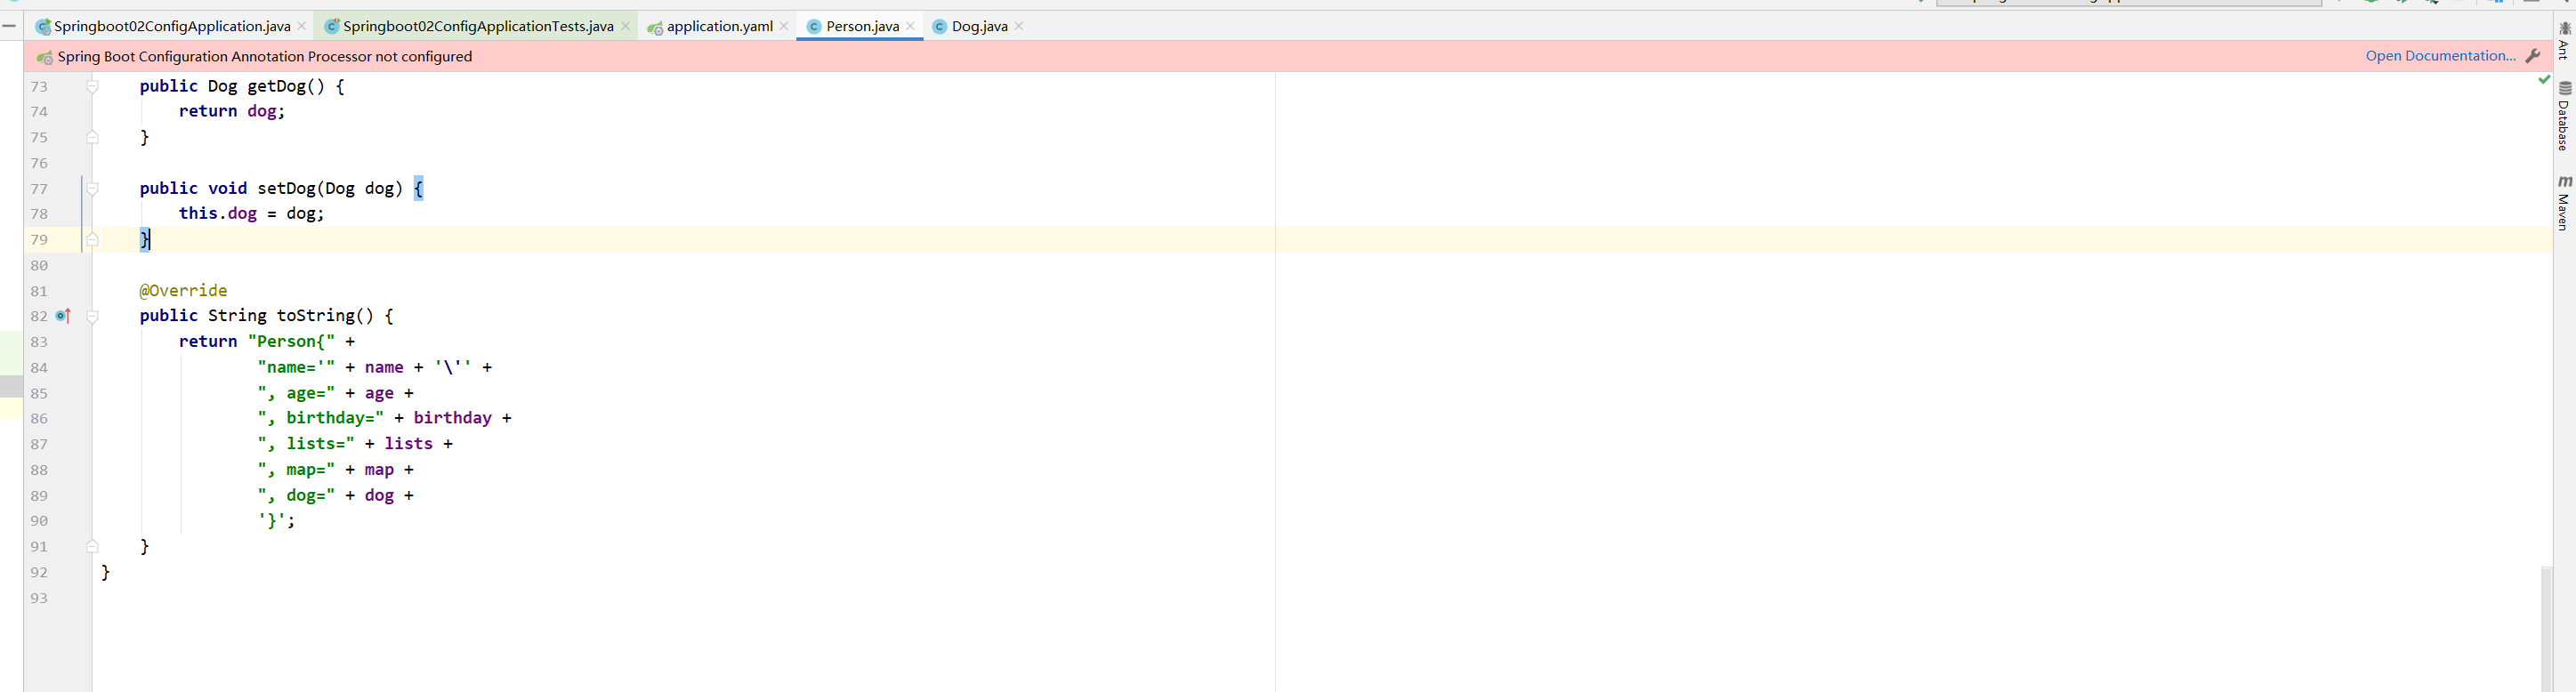 Springboot02ConfigApplication.java
Springboot02ConfigApplicationTests.java
application.yaml
Person.java
Dog.java
Spring Boot Configuration Annotation Processor not configured
Open Documentation...
73 public Dog getDog() {
74 return dog;
75 }
76
77 public void setDog(Dog dog) {
78 this.dog = dog;
79 }
80
81 @Override
82 public String toString() {
83 return "Person{" +
84 "name='" + name + '\'' +
85 ", age=" + age +
86 ", birthday=" + birthday +
87 ", lists=" + lists +
88 ", map=" + map +
89 ", dog=" + dog +
90 '}';
91 }
92 }
93
Ant
Database
Maven